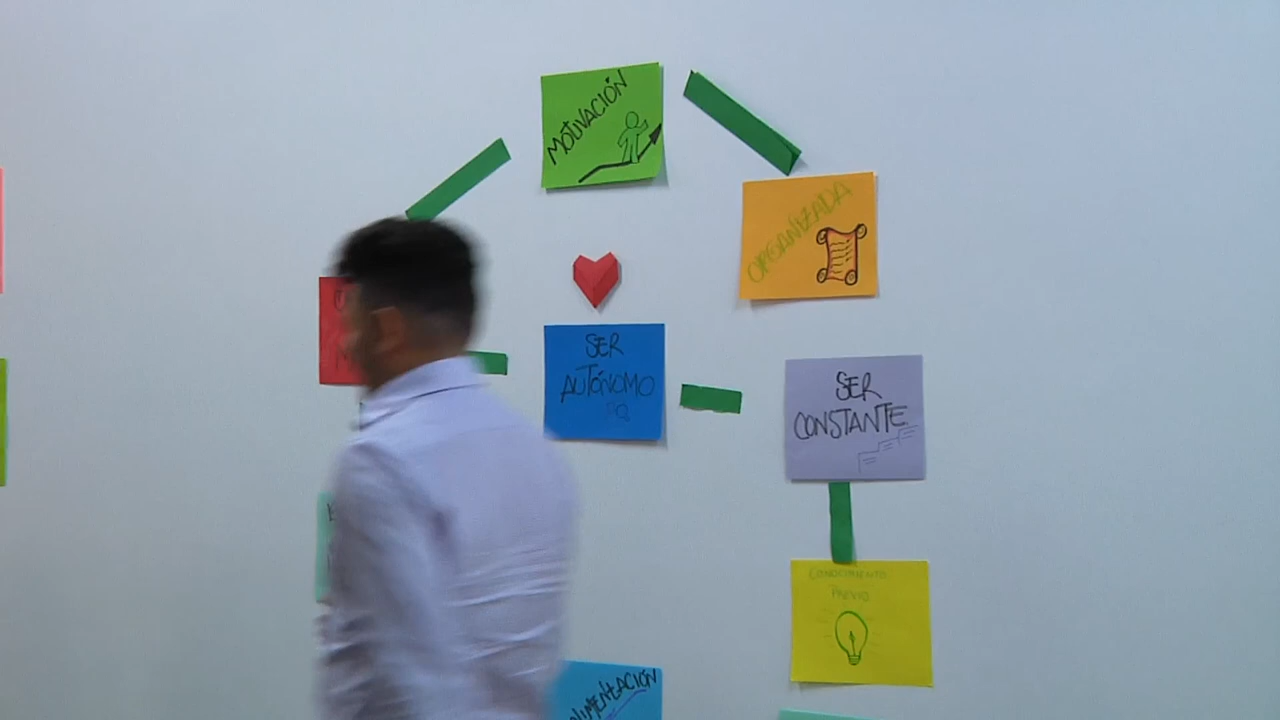 MOTIVACIÓN
ORGANIZADA
SER
AUTÓNOMO
SER
CONSTANTE
CONOCIMIENTO
PREVIO